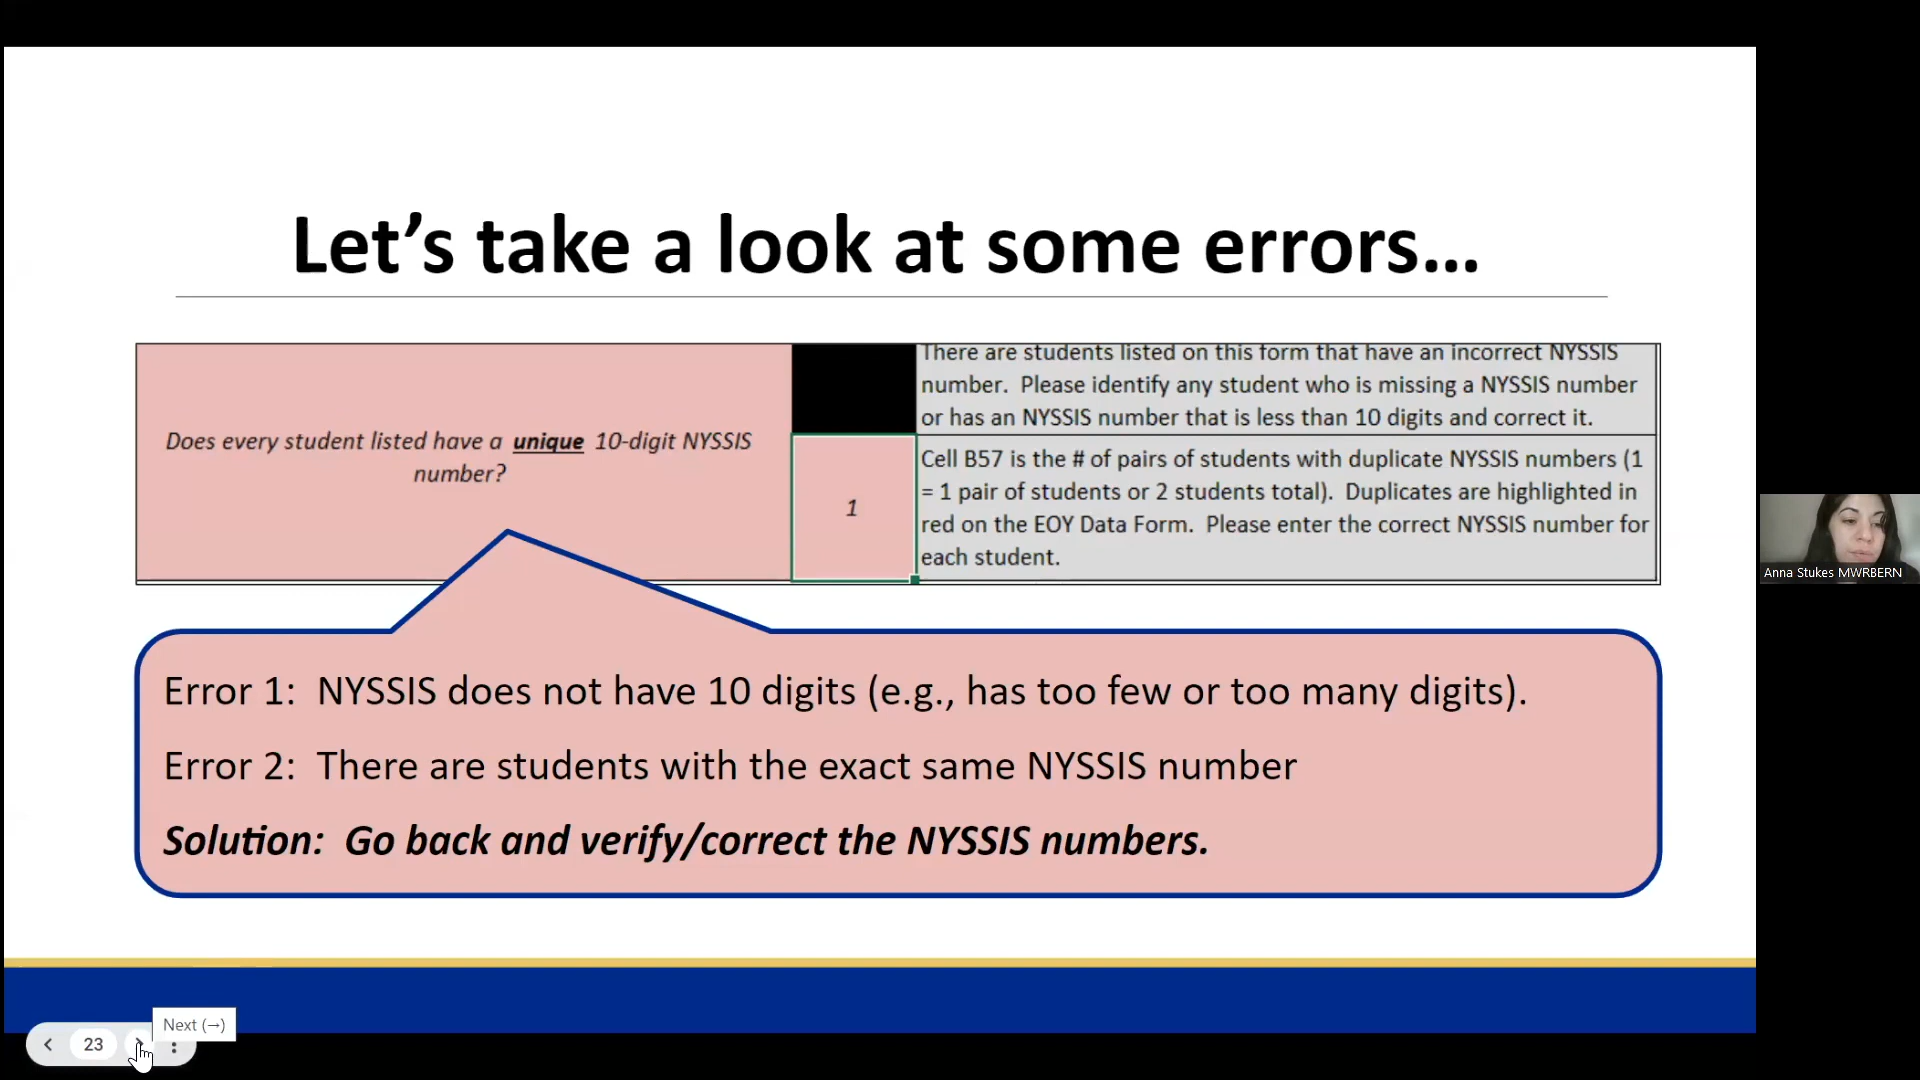 Let's take a look at some errors...
Does every student listed have a unique 10-digit NYSSIS
number?
There are students listed on this form that have an incorrect NYSSIS
number. Please identify any student who is missing a NYSSIS number
or has an NYSSIS number that is less than 10 digits and correct it.
1
Cell B57 is the # of pairs of students with duplicate NYSSIS numbers (1
= 1 pair of students or 2 students total). Duplicates are highlighted in
red on the EOY Data Form. Please enter the correct NYSSIS number for
each student.
Error 1: NYSSIS does not have 10 digits (e.g., has too few or too many digits).
Error 2: There are students with the exact same NYSSIS number
Solution: Go back and verify/correct the NYSSIS numbers.
Anna Stukes MWRBERN
Next (→)
23